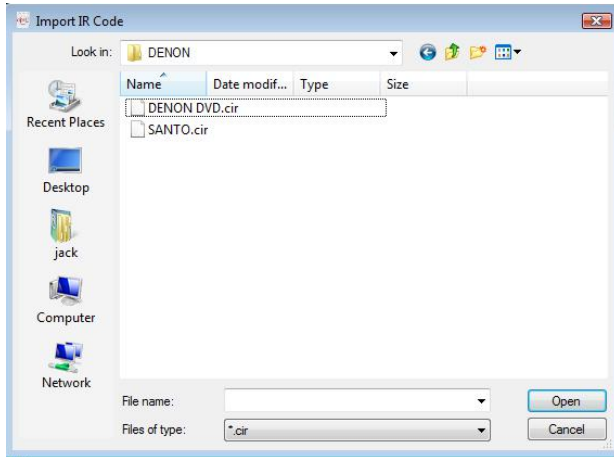 Import IR Code
Look in: DENON
Name Date modif... Type Size
DENON DVD.cir
SANTO.cir
Recent Places
Desktop
jack
Computer
Network
File name: Open
Files of type: *.cir Cancel